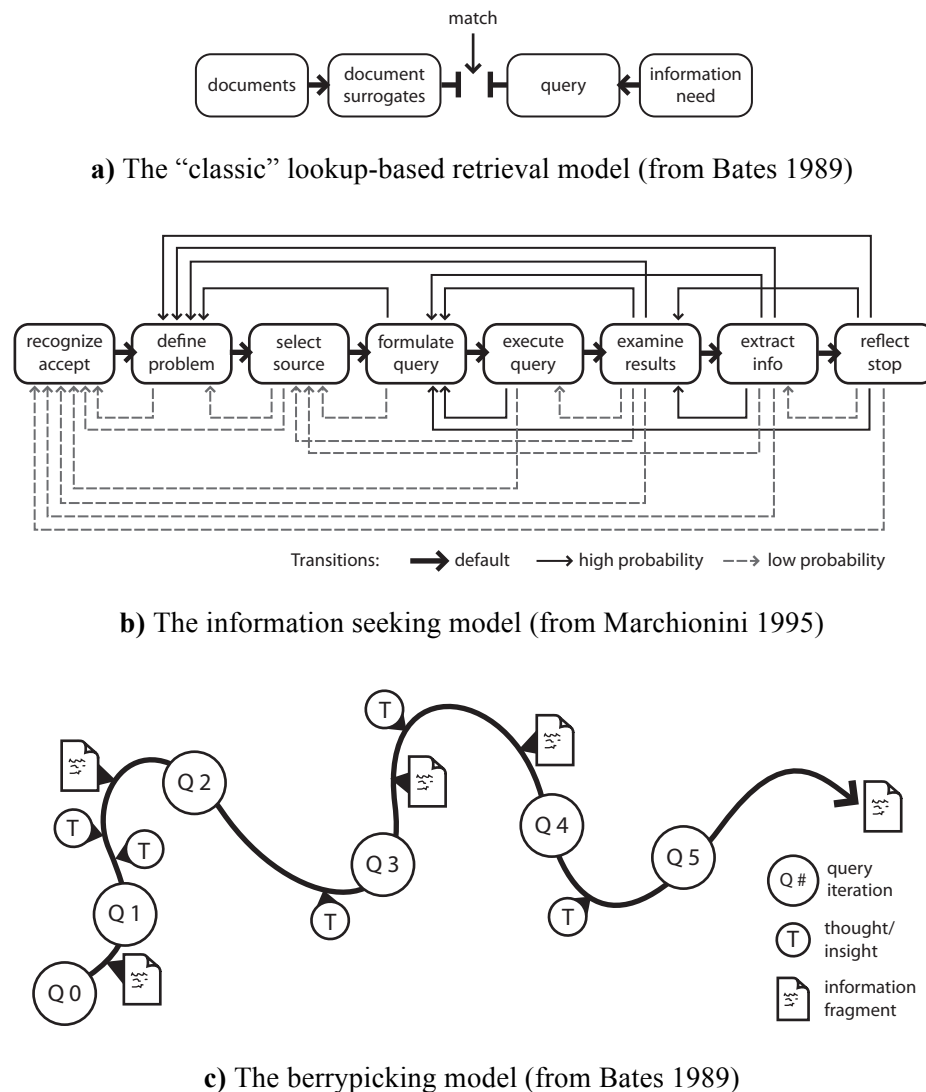 match
documents
document
surrogates
query
information
need
a) The “classic” lookup-based retrieval model (from Bates 1989)
recognize
accept
define
problem
select
source
formulate
query
execute
query
examine
results
extract
info
reflect
stop
Transitions:
default
high probability
low probability
b) The information seeking model (from Marchionini 1995)
T
Q 2
T
T
Q 3
Q 4
Q 5
Q 1
T
T
Q 0
Q #
query
iteration
T
thought/
insight
information
fragment
c) The berrypicking model (from Bates 1989)